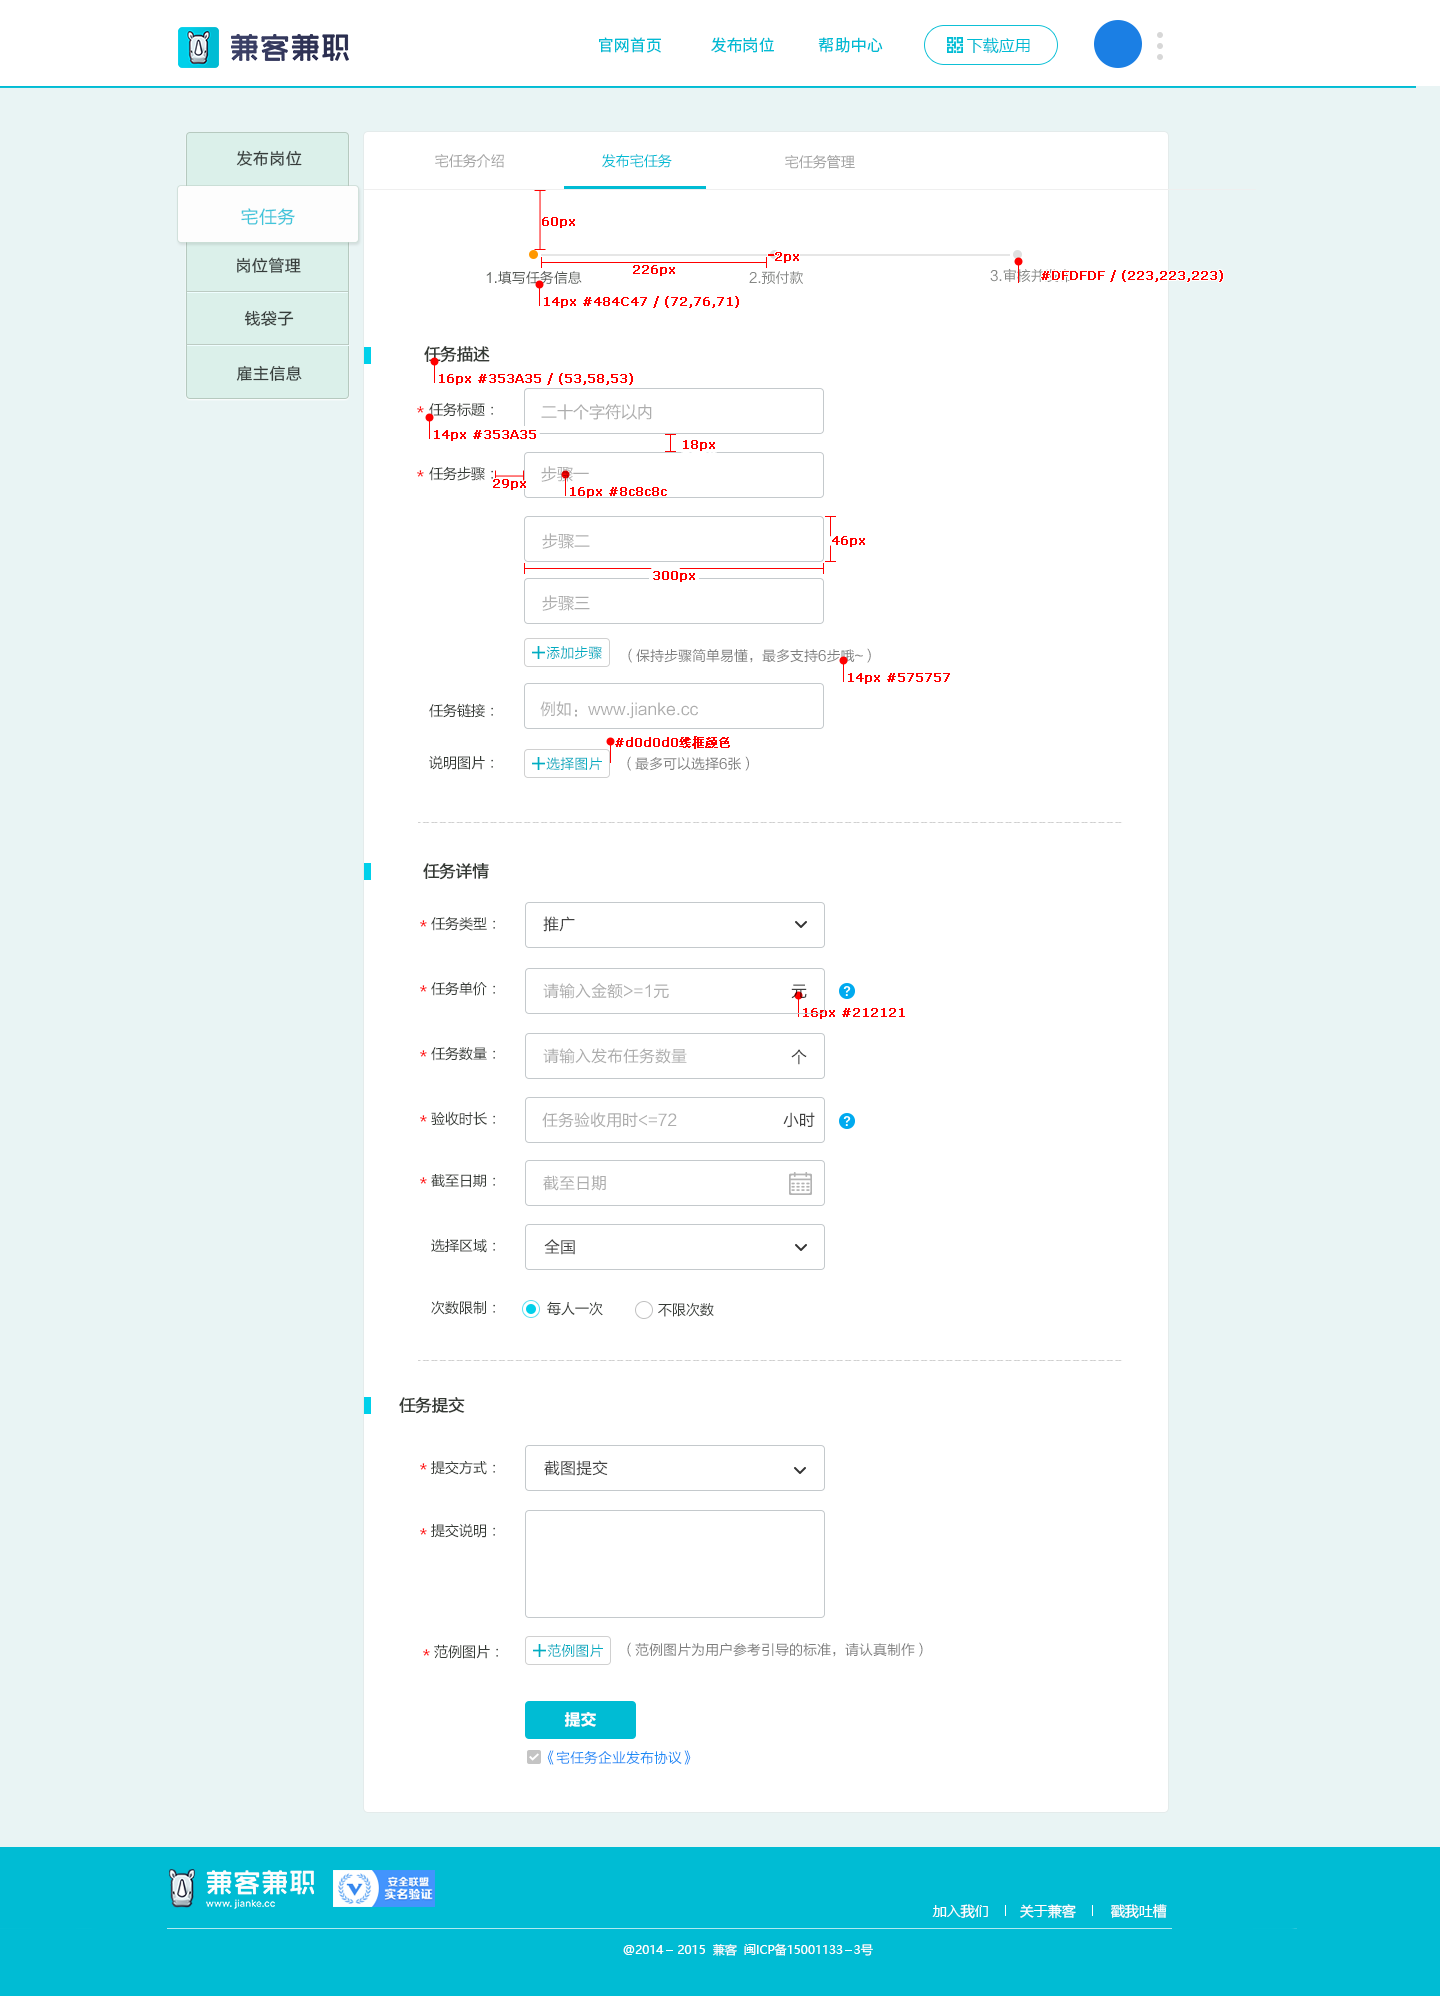 兼客兼职
官网首页 发布岗位 帮助中心 下载应用
发布岗位
宅任务
岗位管理
钱袋子
雇主信息
宅任务介绍 发布宅任务 宅任务管理
60px
2px
226px
1.填写任务信息 2.预付款 3.审核并
#DFDFDF / (223,223,223)
14px #484C47 / (72,76,71)
任务描述
16px #353A35 / (53,58,53)
* 任务标题： 二十个字符以内
14px #353A35
18px
* 任务步骤： 步骤一
29px
16px #8c8c8c
步骤二
46px
300px
步骤三
+添加步骤 （保持步骤简单易懂，最多支持6步哦~）
14px #575757
任务链接： 例如：www.jianke.cc
#d0d0d0线框颜色
说明图片： +选择图片 （最多可以选择6张）
任务详情
* 任务类型： 推广
* 任务单价： 请输入金额>=1元 元 ?
16px #212121
* 任务数量： 请输入发布任务数量 个
* 验收时长： 任务验收用时<=72 小时 ?
* 截至日期： 截至日期
选择区域： 全国
次数限制： 每人一次 不限次数
任务提交
* 提交方式： 截图提交
* 提交说明：
* 范例图片： +范例图片 （范例图片为用户参考引导的标准，请认真制作）
提交
《宅任务企业发布协议》
兼客兼职
www.jianke.cc
安全联盟
实名验证
加入我们 | 关于兼客 | 戳我吐槽
@2014－2015 兼客 闽ICP备15001133－3号